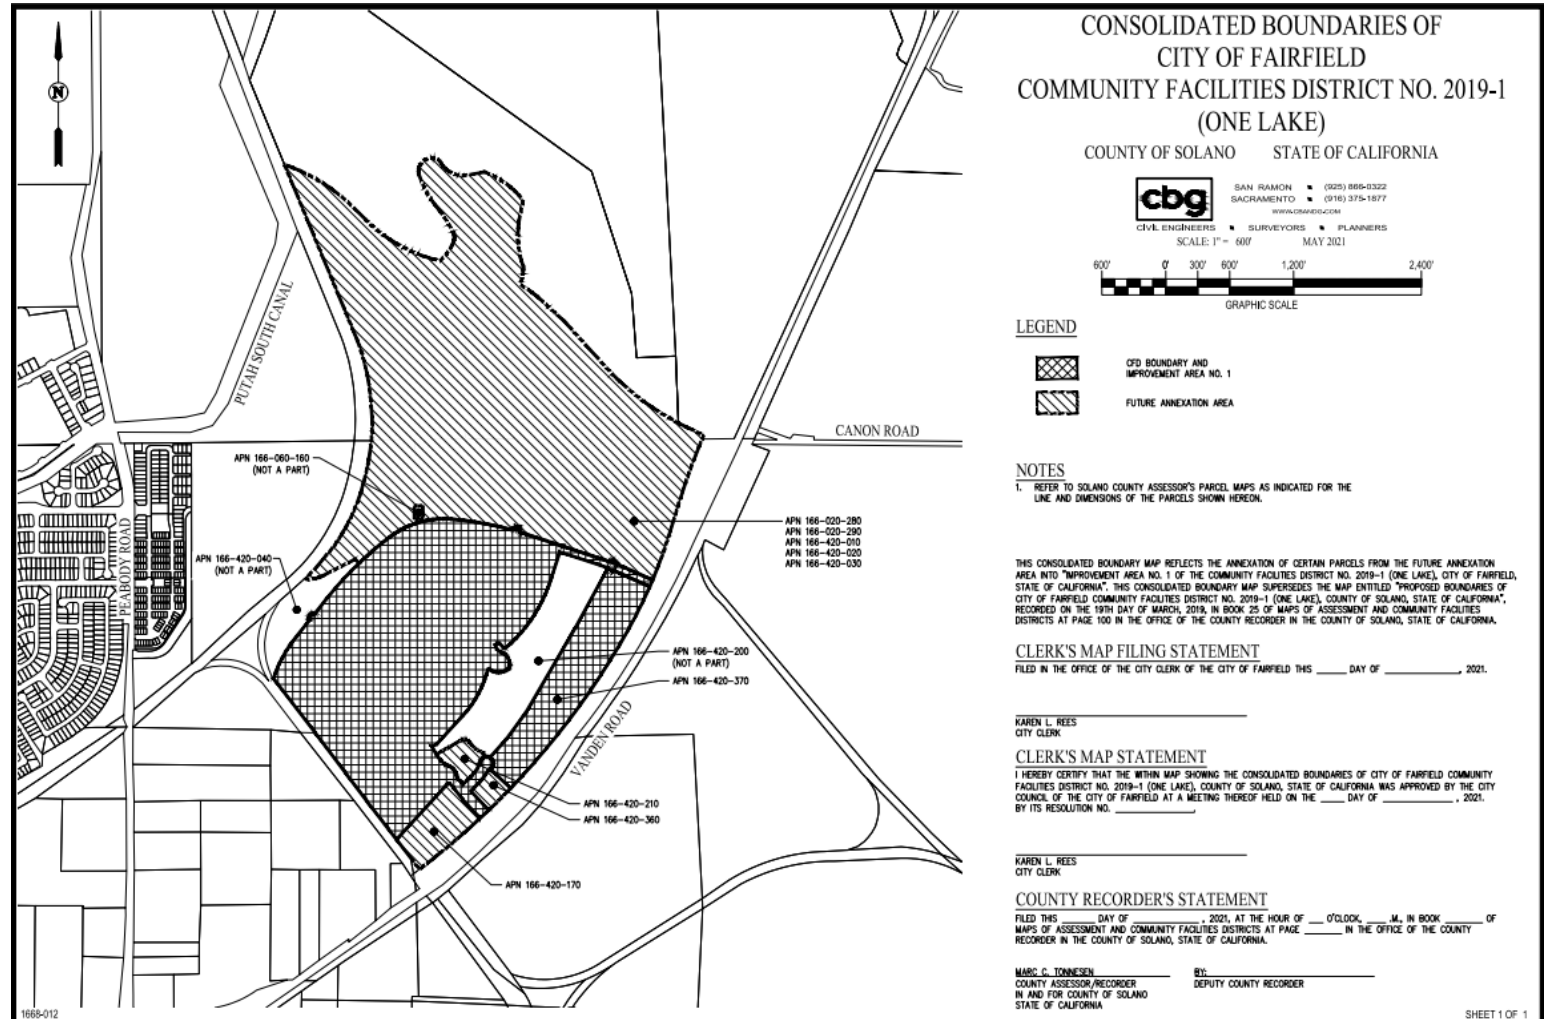 CONSOLIDATED BOUNDARIES OF
CITY OF FAIRFIELD
COMMUNITY FACILITIES DISTRICT NO. 2019-1
(ONE LAKE)
COUNTY OF SOLANO STATE OF CALIFORNIA
cbg
SAN RAMON ▪ (925) 866-0322
SACRAMENTO ▪ (916) 375-1877
WWW.CBANDG.COM
CIVIL ENGINEERS ▪ SURVEYORS ▪ PLANNERS
SCALE: 1" = 600' MAY 2021
600' 0' 300' 600' 1,200' 2,400'
GRAPHIC SCALE
LEGEND
CFD BOUNDARY AND
IMPROVEMENT AREA NO. 1
FUTURE ANNEXATION AREA
NOTES
1. REFER TO SOLANO COUNTY ASSESSOR'S PARCEL MAPS AS INDICATED FOR THE
LINE AND DIMENSIONS OF THE PARCELS SHOWN HEREON.
THIS CONSOLIDATED BOUNDARY MAP REFLECTS THE ANNEXATION OF CERTAIN PARCELS FROM THE FUTURE ANNEXATION
AREA INTO "IMPROVEMENT AREA NO. 1 OF THE COMMUNITY FACILITIES DISTRICT NO. 2019-1 (ONE LAKE), CITY OF FAIRFIELD,
STATE OF CALIFORNIA". THIS CONSOLIDATED BOUNDARY MAP SUPERSEDES THE MAP ENTITLED "PROPOSED BOUNDARIES OF
CITY OF FAIRFIELD COMMUNITY FACILITIES DISTRICT NO. 2019-1 (ONE LAKE), COUNTY OF SOLANO, STATE OF CALIFORNIA",
RECORDED ON THE 19TH DAY OF MARCH, 2019, IN BOOK 25 OF MAPS OF ASSESSMENT AND COMMUNITY FACILITIES
DISTRICTS AT PAGE 100 IN THE OFFICE OF THE COUNTY RECORDER IN THE COUNTY OF SOLANO, STATE OF CALIFORNIA.
CLERK'S MAP FILING STATEMENT
FILED IN THE OFFICE OF THE CITY CLERK OF THE CITY OF FAIRFIELD THIS ______ DAY OF ______________, 2021.
KAREN L. REES
CITY CLERK
CLERK'S MAP STATEMENT
I HEREBY CERTIFY THAT THE WITHIN MAP SHOWING THE CONSOLIDATED BOUNDARIES OF CITY OF FAIRFIELD COMMUNITY
FACILITIES DISTRICT NO. 2019-1 (ONE LAKE), COUNTY OF SOLANO, STATE OF CALIFORNIA WAS APPROVED BY THE CITY
COUNCIL OF THE CITY OF FAIRFIELD AT A MEETING THEREOF HELD ON THE _____ DAY OF _____________, 2021.
BY ITS RESOLUTION NO. ______________.
KAREN L. REES
CITY CLERK
COUNTY RECORDER'S STATEMENT
FILED THIS ______ DAY OF ____________, 2021, AT THE HOUR OF ___ O'CLOCK, ____ .M., IN BOOK _______ OF
MAPS OF ASSESSMENT AND COMMUNITY FACILITIES DISTRICTS AT PAGE _______ IN THE OFFICE OF THE COUNTY
RECORDER IN THE COUNTY OF SOLANO, STATE OF CALIFORNIA.
MARC C. TONNESEN
COUNTY ASSESSOR/RECORDER
IN AND FOR COUNTY OF SOLANO
STATE OF CALIFORNIA
BY:
DEPUTY COUNTY RECORDER
SHEET 1 OF 1
N
PUTAH SOUTH CANAL
CANON ROAD
PEABODY ROAD
VANDEN ROAD
APN 166-060-160
(NOT A PART)
APN 166-420-040
(NOT A PART)
APN 166-020-280
APN 166-020-290
APN 166-420-010
APN 166-420-020
APN 166-420-030
APN 166-420-200
(NOT A PART)
APN 166-420-370
APN 166-420-210
APN 166-420-360
APN 166-420-170
1668-012